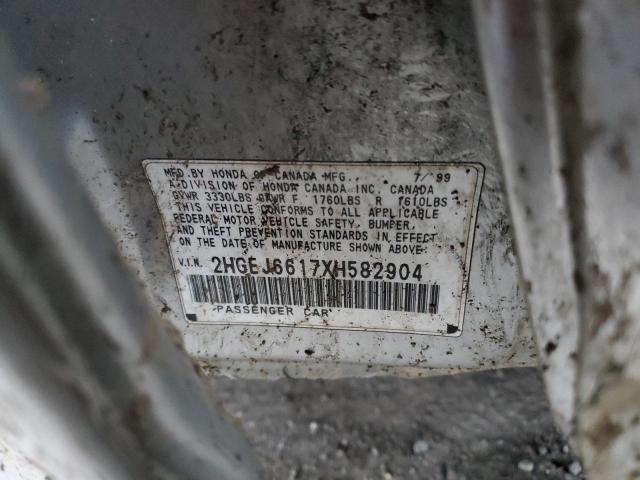 MFD. BY HONDA OF CANADA MFG., 7/'99
A DIVISION OF HONDA CANADA INC. CANADA
GVWR 3330LBS GAWR F 1760LBS R 1610LBS
THIS VEHICLE CONFORMS TO ALL APPLICABLE
FEDERAL MOTOR VEHICLE SAFETY, BUMPER,
AND THEFT PREVENTION STANDARDS IN EFFECT
ON THE DATE OF MANUFACTURE SHOWN ABOVE.
V.I.N. 2HGEJ6617XH582904
PASSENGER CAR